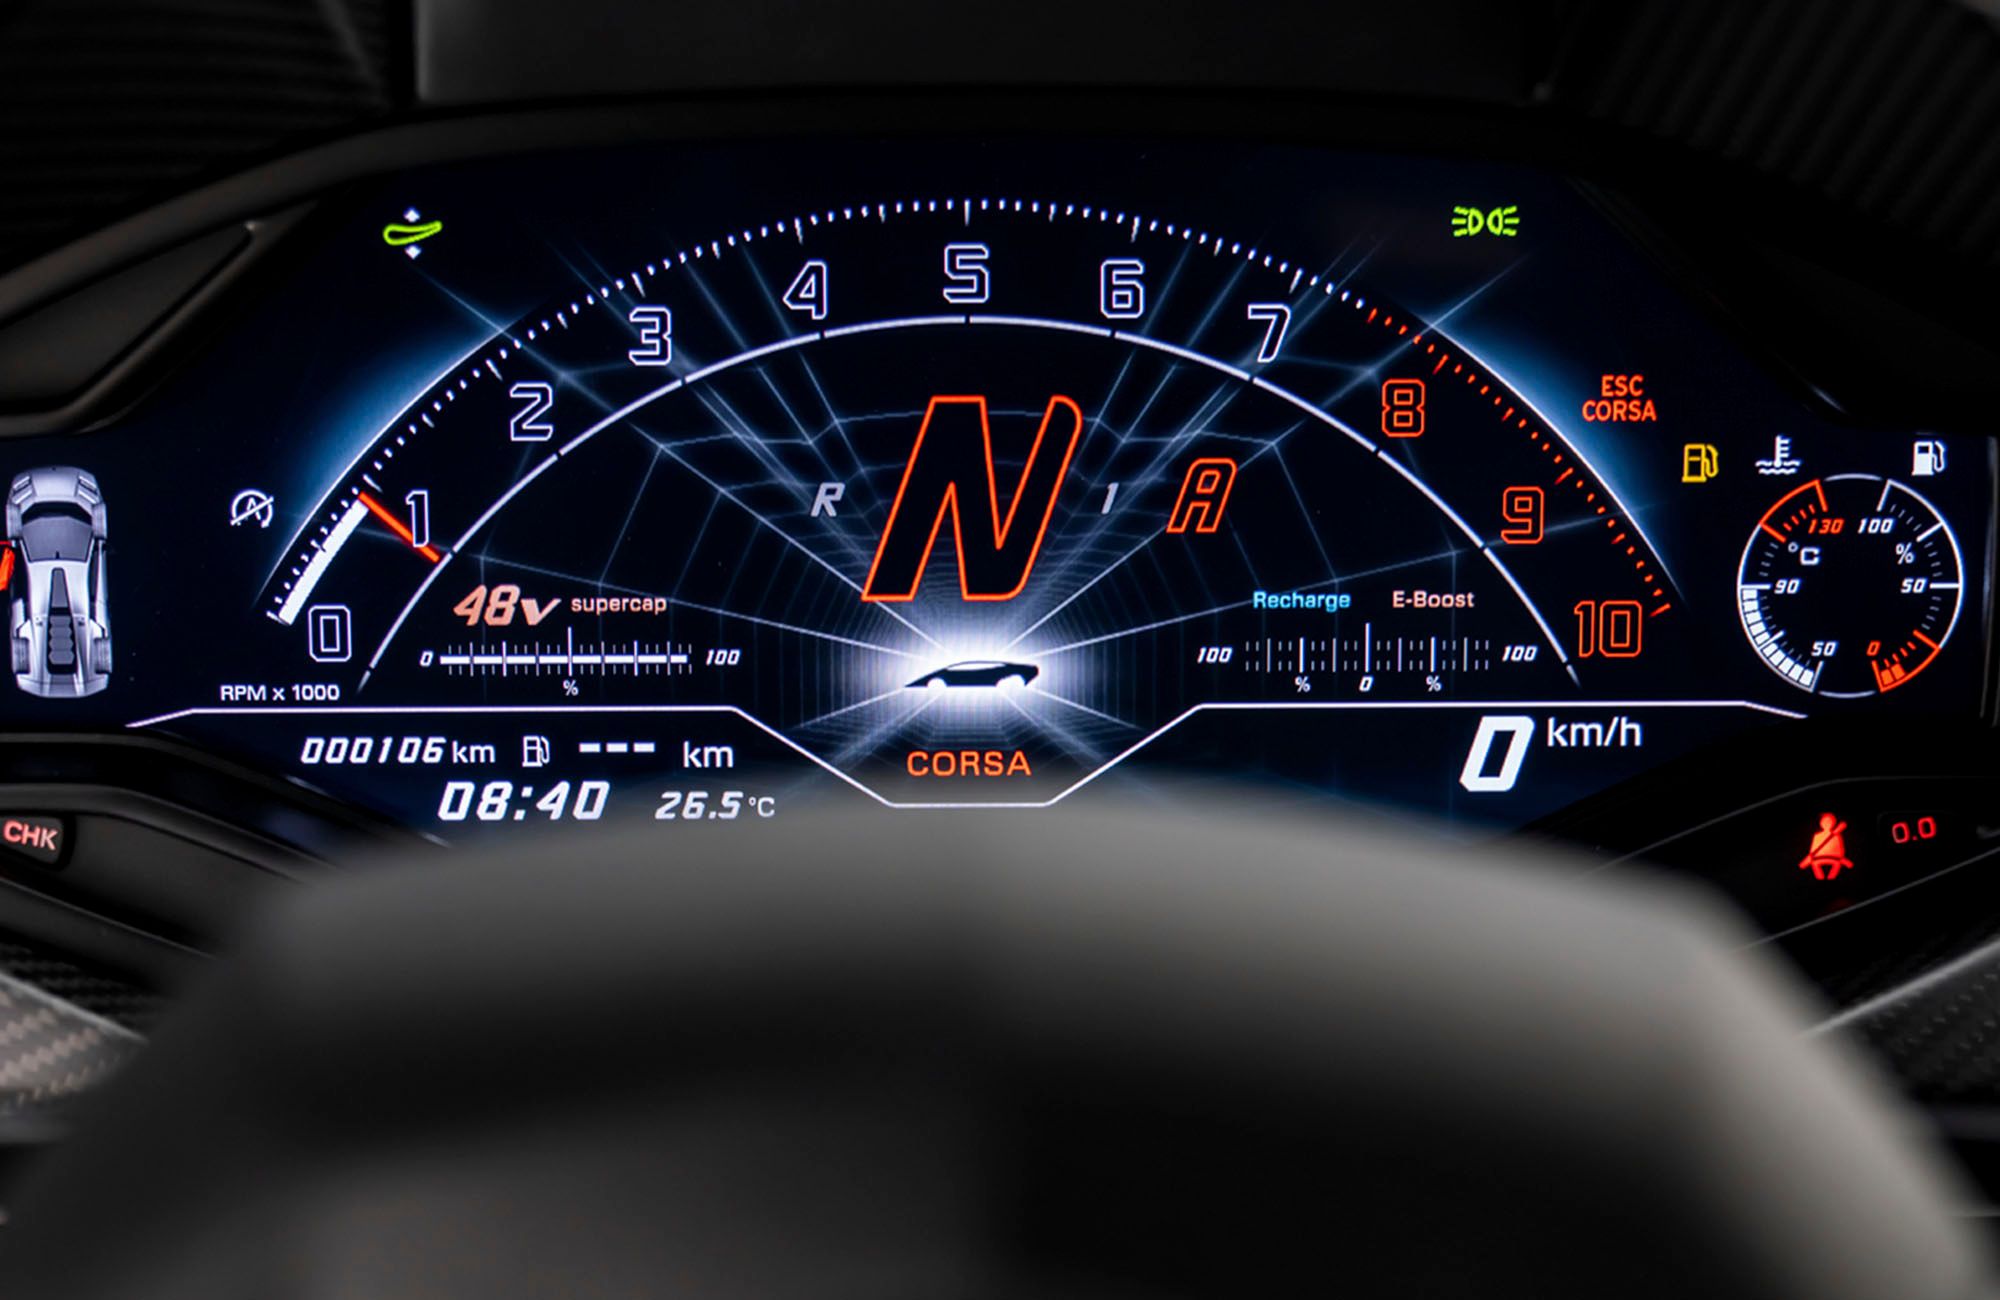 5
4
6
3
7
2
8
ESC
CORSA
1
9
R N 1 A
130 100
°C %
90 50
50 0
0
10
48V supercap
Recharge E-Boost
0 100
%
100 100
% 0 %
RPM x 1000
000106 km --- km
CORSA
0 km/h
08:40 26.5 °C
CHK
0.0